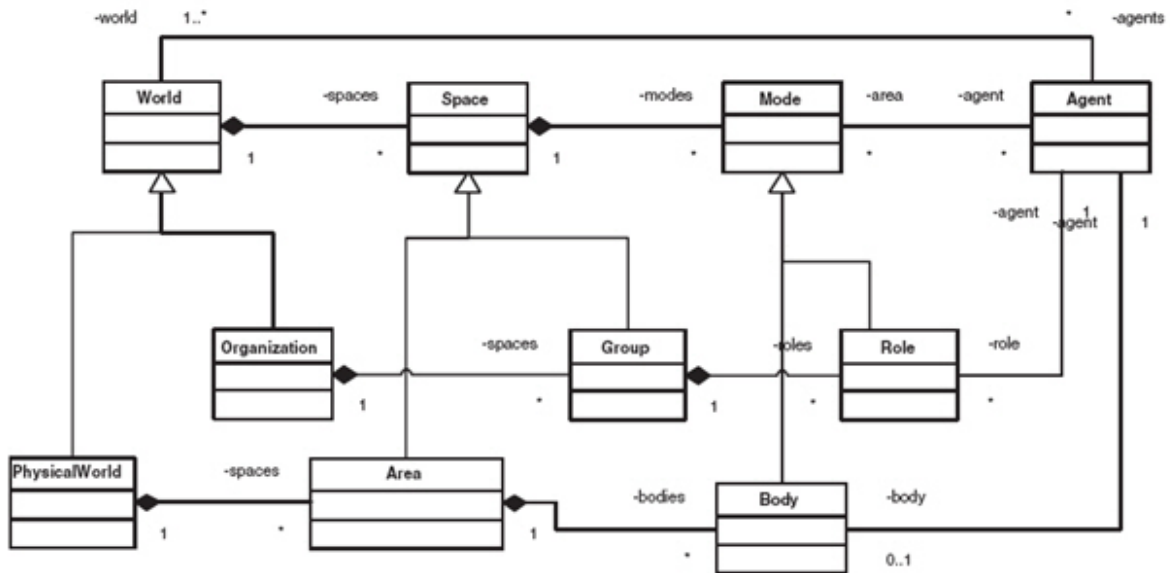 -world 1..* * -agents
World -spaces Space -modes Mode -area -agent Agent
1 * 1 * * *
-agent 1 -agent 1
Organization -spaces Group -roles Role -role
1 * 1 * *
PhysicalWorld -spaces Area
1 * 1
-bodies Body -body
* 0..1